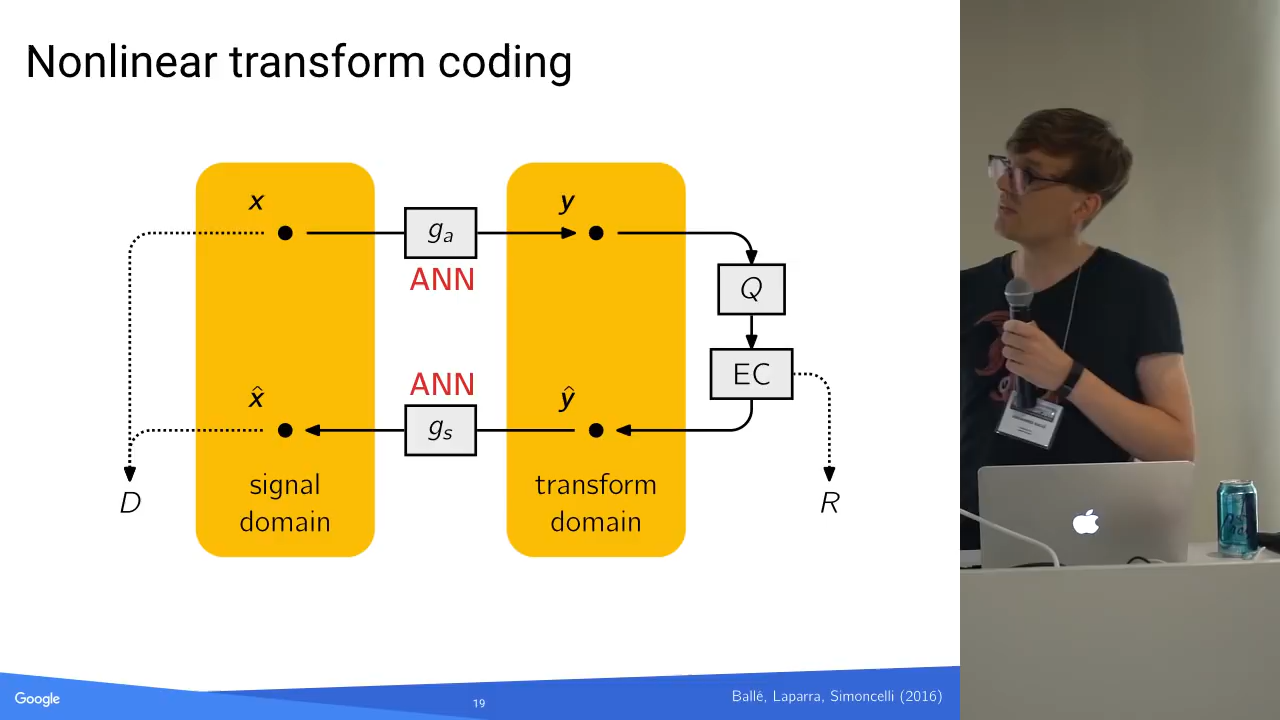 Nonlinear transform coding
x
y
g_a
ANN
Q
EC
ANN
x̂
ŷ
g_s
signal
domain
transform
domain
D
R
Google
19
Ballé, Laparra, Simoncelli (2016)